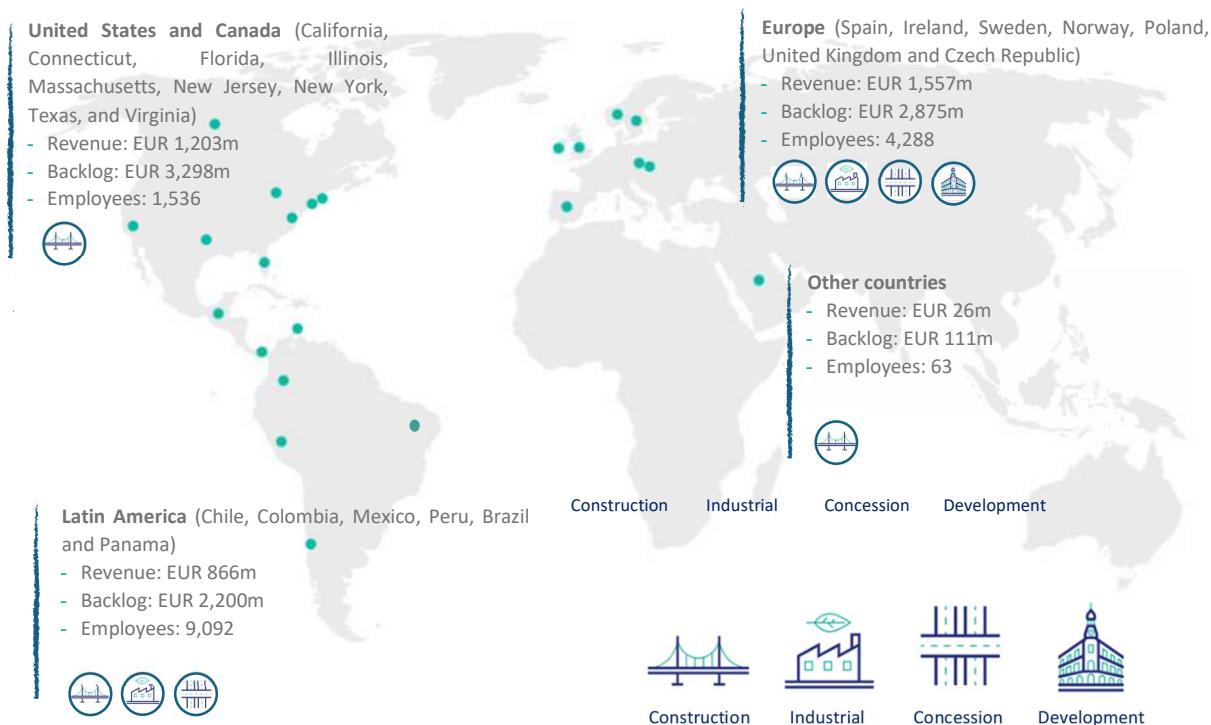 United States and Canada (California,
Connecticut, Florida, Illinois,
Massachusetts, New Jersey, New York,
Texas, and Virginia)
- Revenue: EUR 1,203m
- Backlog: EUR 3,298m
- Employees: 1,536
Europe (Spain, Ireland, Sweden, Norway, Poland,
United Kingdom and Czech Republic)
- Revenue: EUR 1,557m
- Backlog: EUR 2,875m
- Employees: 4,288
Other countries
- Revenue: EUR 26m
- Backlog: EUR 111m
- Employees: 63
Latin America (Chile, Colombia, Mexico, Peru, Brazil
and Panama)
- Revenue: EUR 866m
- Backlog: EUR 2,200m
- Employees: 9,092
Construction Industrial Concession Development
Construction Industrial Concession Development